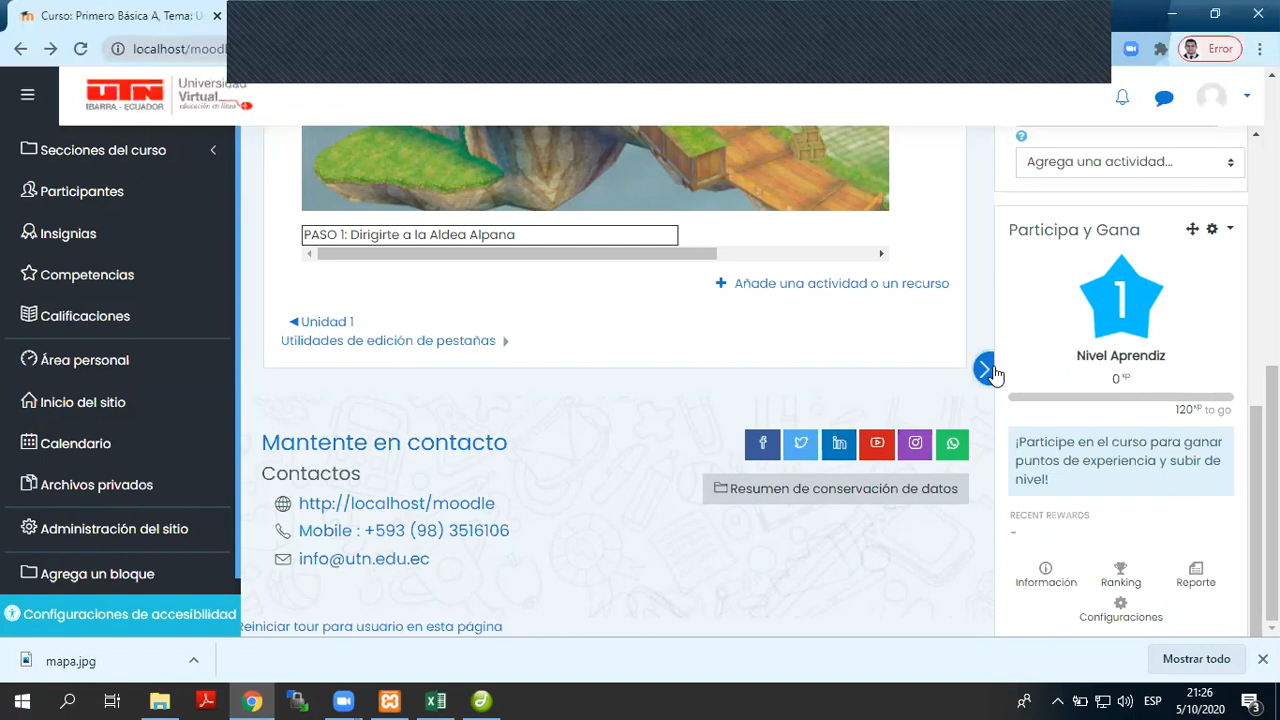 Curso: Primero Básica A, Tema: U
localhost/moodl
Error
UTN
IBARRA - ECUADOR
Universidad
Virtual
educación en línea
Secciones del curso
Participantes
Insignias
Competencias
Calificaciones
Área personal
Inicio del sitio
Calendario
Archivos privados
Administración del sitio
Agrega un bloque
Configuraciones de accesibilidad
PASO 1: Dirigirte a la Aldea Alpana
Añade una actividad o un recurso
Unidad 1
Utilidades de edición de pestañas
Mantente en contacto
Contactos
http://localhost/moodle
Mobile : +593 (98) 3516106
info@utn.edu.ec
Resumen de conservación de datos
Reiniciar tour para usuario en esta página
Agrega una actividad...
Participa y Gana
1
Nivel Aprendiz
0xp
120xp to go
¡Participe en el curso para ganar
puntos de experiencia y subir de
nivel!
RECENT REWARDS
-
Información
Ranking
Reporte
Configuraciones
mapa.jpg
Mostrar todo
ESP
21:26
5/10/2020
3